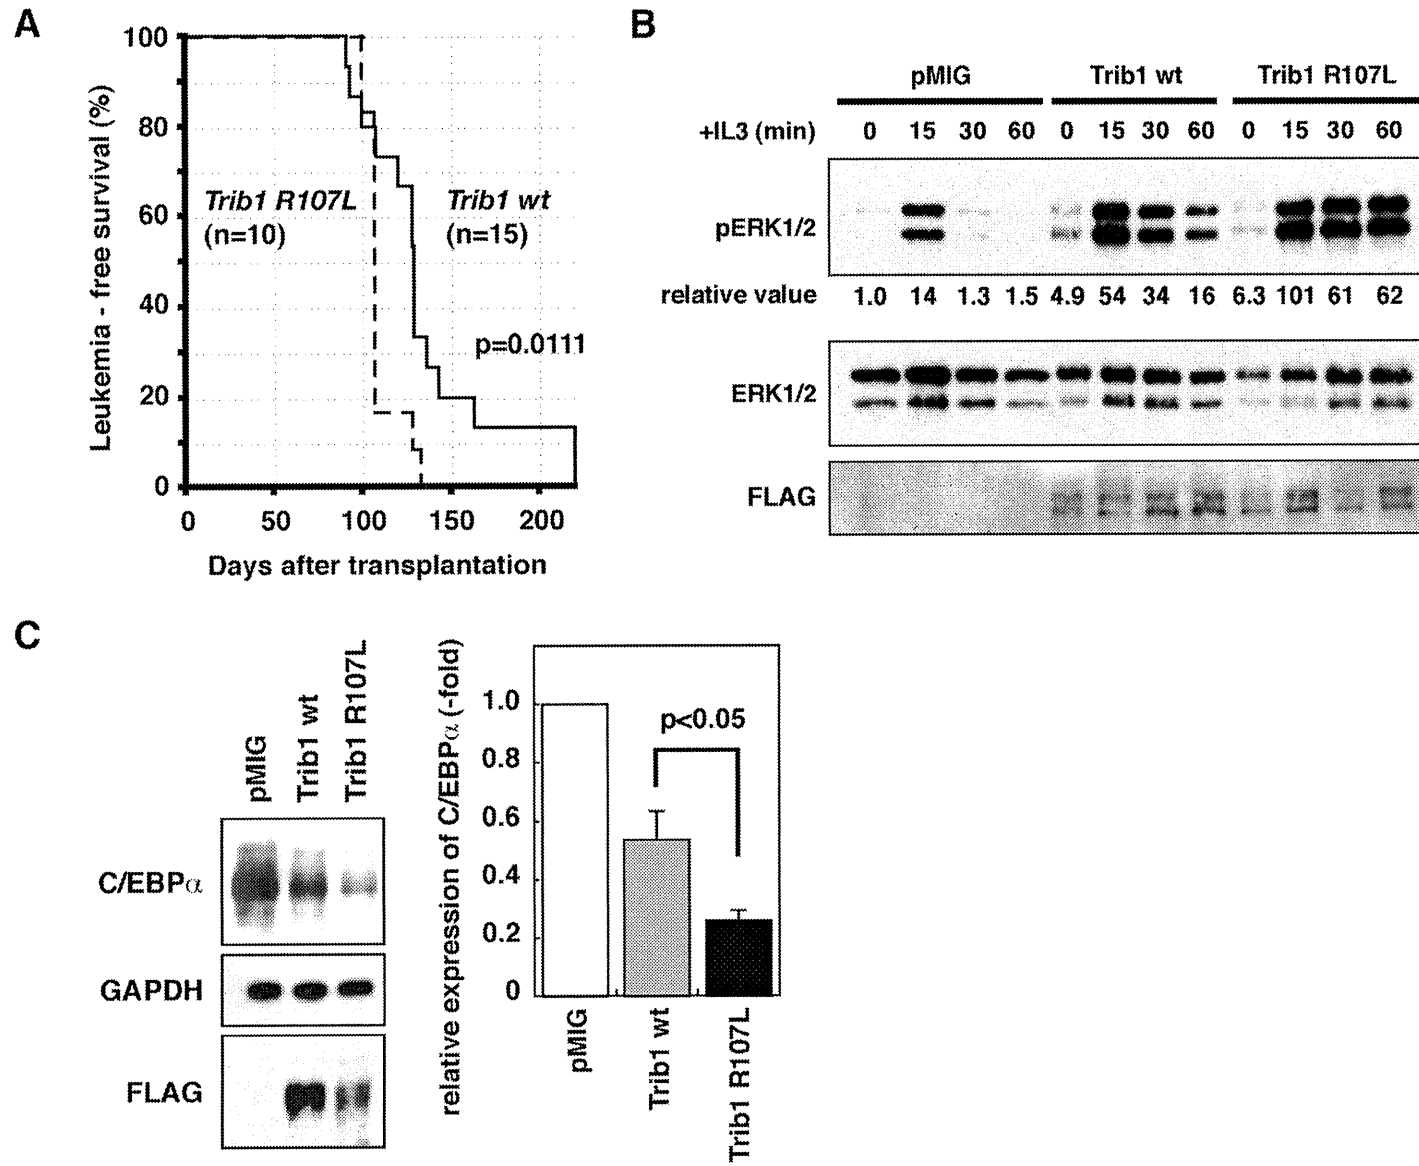 A
Leukemia - free survival (%)
100
80
60
40
20
0
Trib1 R107L
(n=10)
Trib1 wt
(n=15)
p=0.0111
0 50 100 150 200
Days after transplantation
B
pMIG Trib1 wt Trib1 R107L
+IL3 (min) 0 15 30 60 0 15 30 60 0 15 30 60
pERK1/2
relative value 1.0 14 1.3 1.5 4.9 54 34 16 6.3 101 61 62
ERK1/2
FLAG
C
pMIG
Trib1 wt
Trib1 R107L
C/EBPα
GAPDH
FLAG
relative expression of C/EBPα (-fold)
1.0
0.8
0.6
0.4
0.2
0
p<0.05
pMIG
Trib1 wt
Trib1 R107L